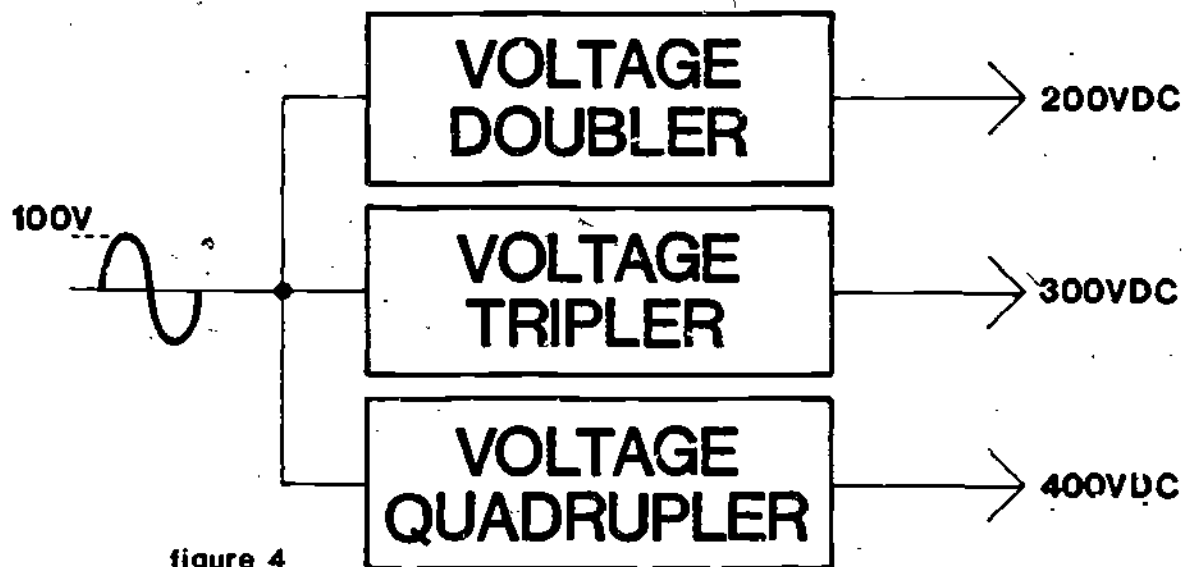 VOLTAGE
DOUBLER
200VDC
100V
VOLTAGE
TRIPLER
300VDC
VOLTAGE
QUADRUPLER
400VDC
figure 4